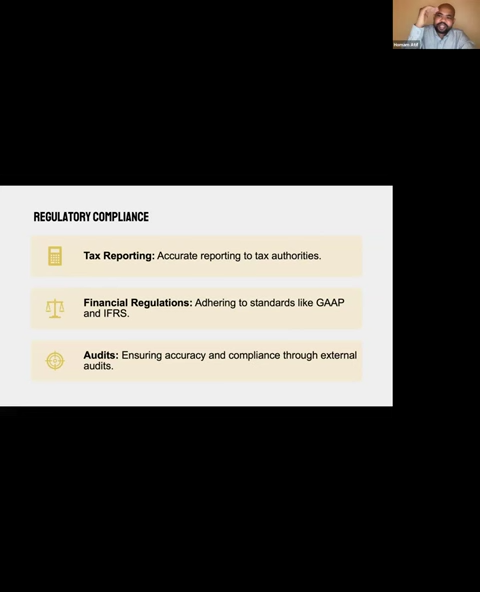 REGULATORY COMPLIANCE
Tax Reporting: Accurate reporting to tax authorities.
Financial Regulations: Adhering to standards like GAAP
and IFRS.
Audits: Ensuring accuracy and compliance through external
audits.